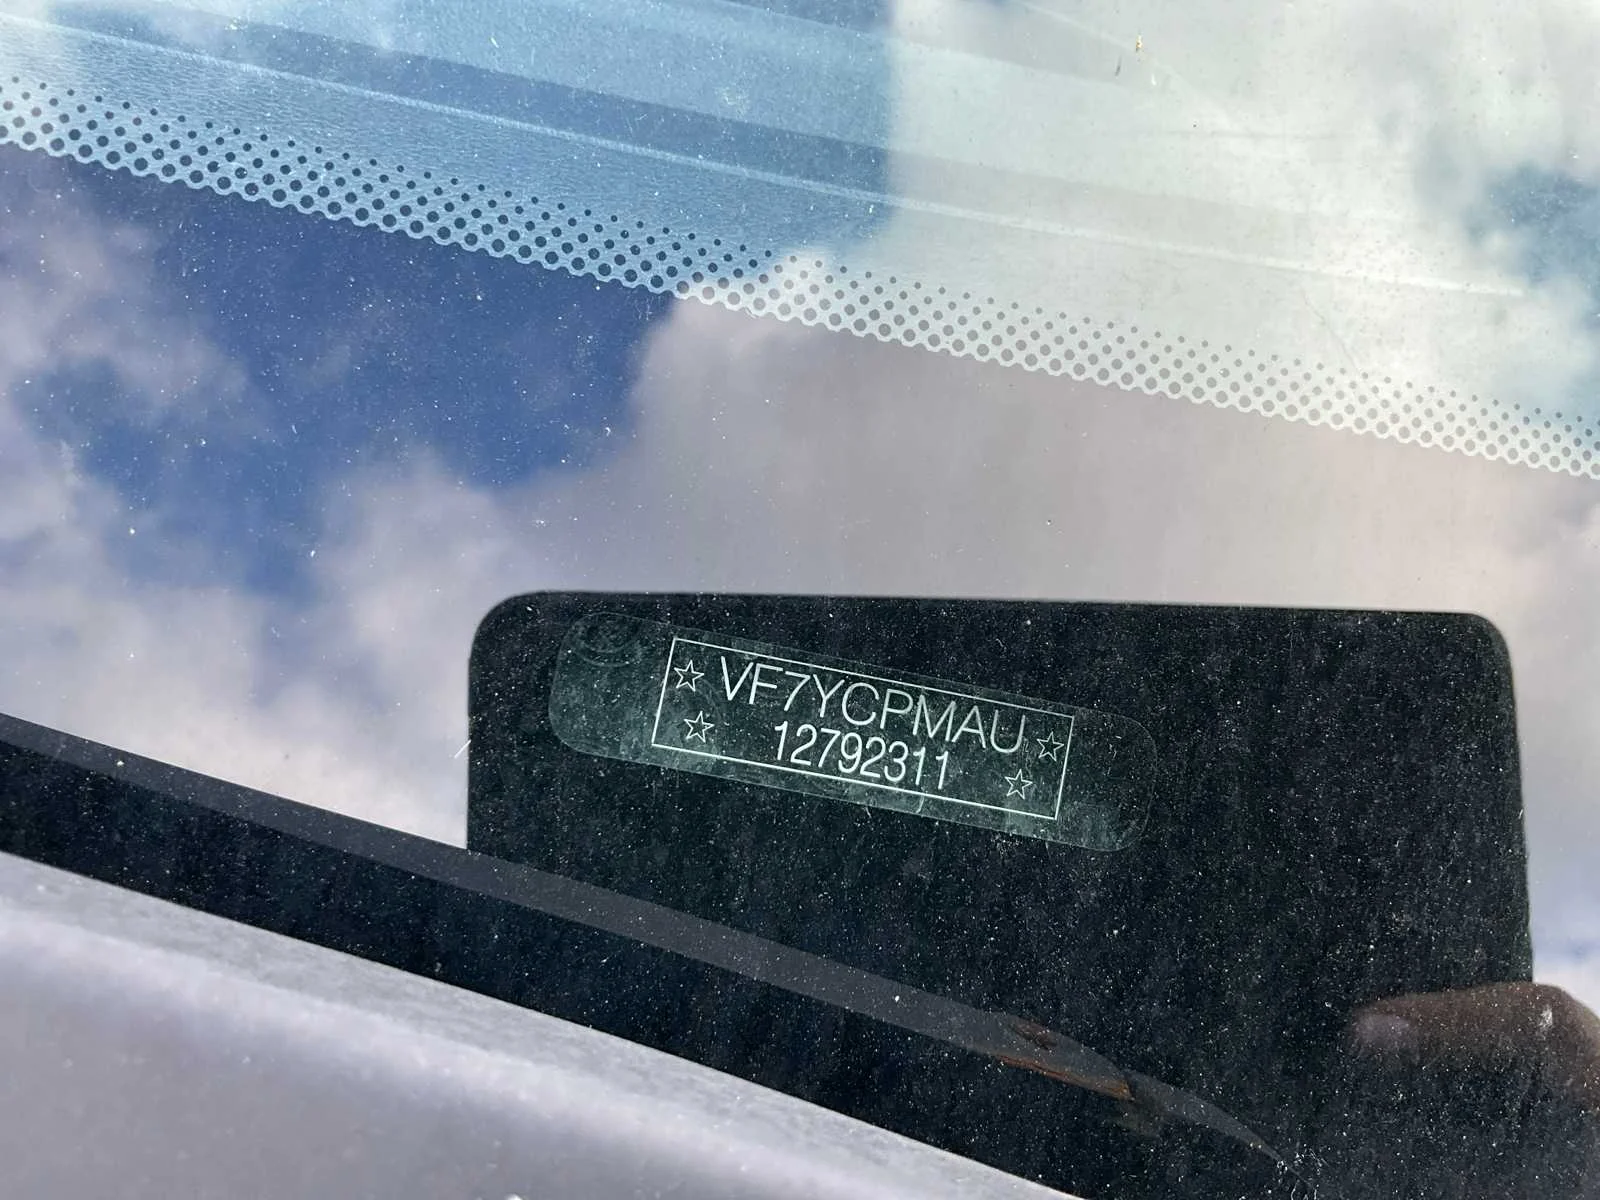 ☆ VF7YCPMAU ☆
☆ 12792311 ☆